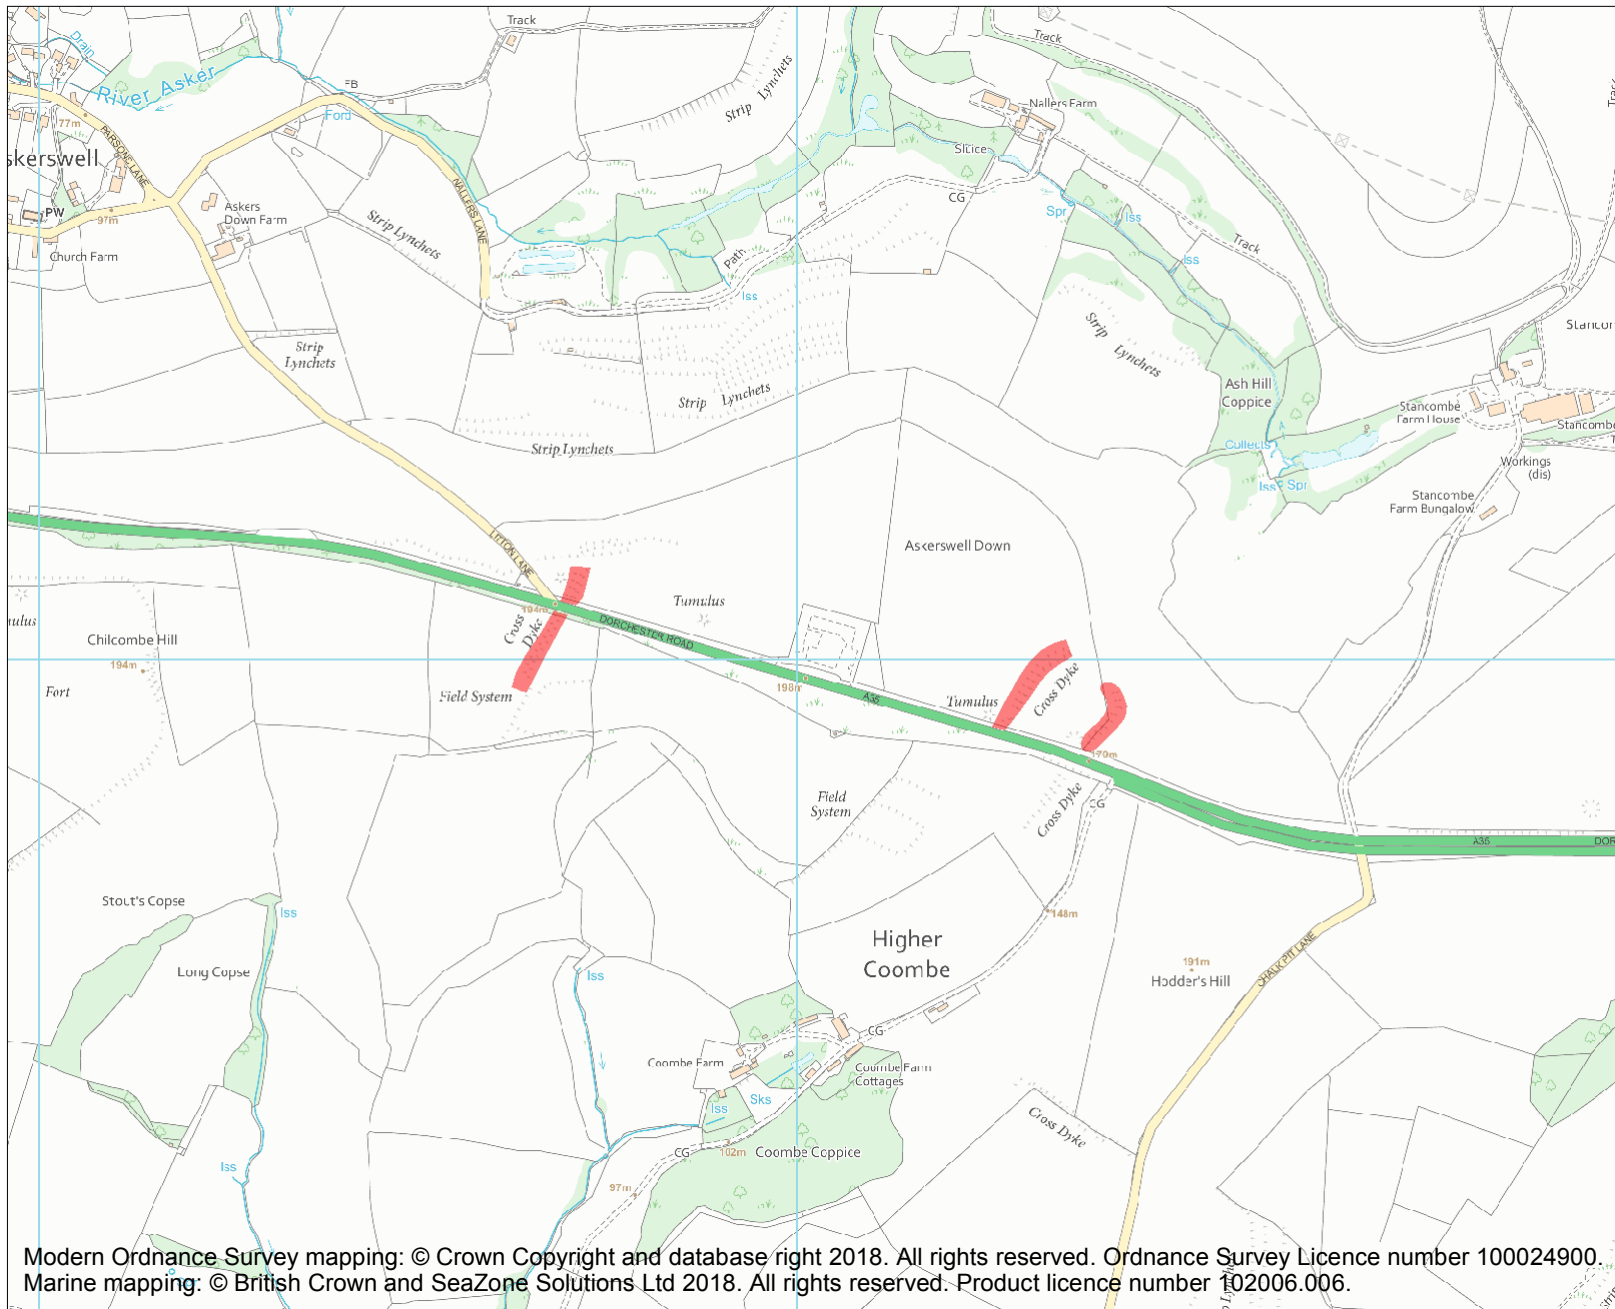 Track
Drain
River Asker
FB
Ford
77m
PARSONS LANE
skerswell
PW
97m
Church Farm
Askers
Down Farm
Strip Lynchets
NALLERS LANE
Strip Lynchets
Track
Nallers Farm
Sluice
CG
Spr
Iss
Track
Iss
Path
Iss
Strip
Lynchets
Strip Lynchets
Strip Lynchets
Strip Lynchets
Ash Hill
Coppice
Stancombe
Farm House
Stancombe
Collects
Iss
Spr
Workings
(dis)
Stancombe
Farm Bungalow
LITTON LANE
Askerswell Down
194m
Cross
Dyke
Tumulus
DORCHESTER ROAD
mulus
Chilcombe Hill
194m
Fort
Field System
198m
A35
Tumulus
Cross Dyke
170m
Cross Dyke
CG
Field
System
A35
DOR
Stout's Copse
Iss
Long Copse
Iss
Higher
Coombe
148m
191m
Hodder's Hill
CHALK PIT LANE
CG
Coombe Farm
Coombe Farm
Cottages
Iss
Sks
Cross Dyke
CG
102m
Coombe Coppice
Iss
97m
Modern Ordnance Survey mapping: © Crown Copyright and database right 2018. All rights reserved. Ordnance Survey Licence number 100024900.
Marine mapping: © British Crown and SeaZone Solutions Ltd 2018. All rights reserved. Product licence number 102006.006.